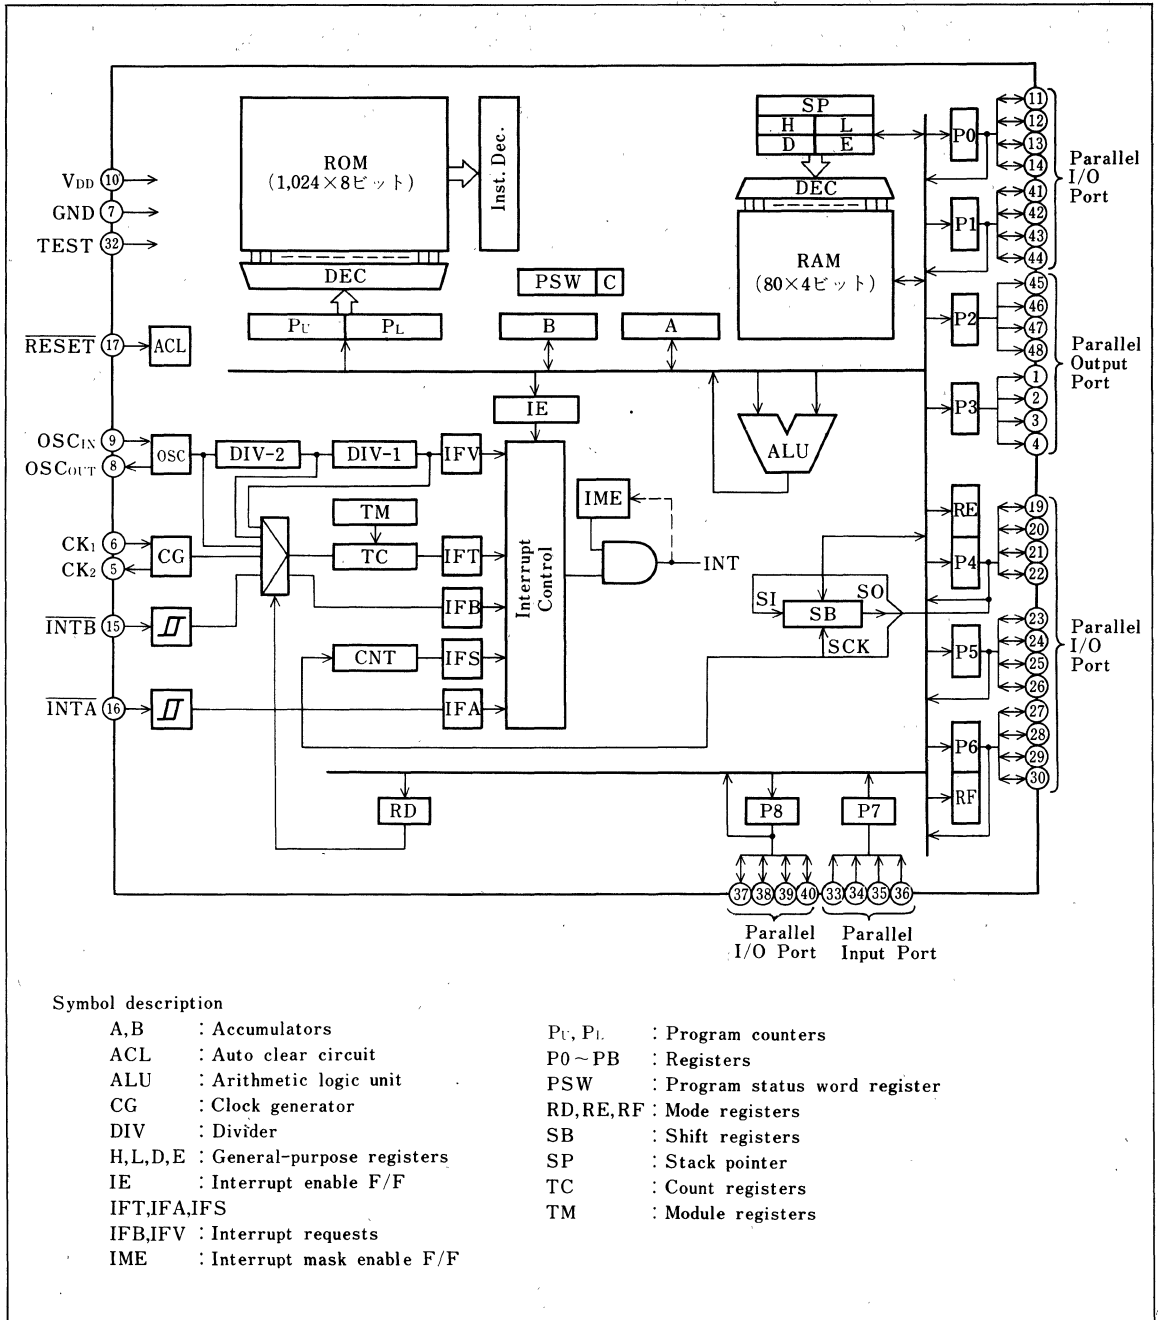 SP
H L
D E
ROM
(1,024×8ビット)
Inst. Dec.
DEC
DEC
RAM
(80×4ビット)
PSW C
PU PL
B
A
VDD 10
GND 7
TEST 32
RESET 17 ACL
IE
ALU
OSCIN 9
OSCOUT 8
OSC
DIV-2
DIV-1
IFV
CK1 6
CK2 5
CG
TM
TC
IFT
IFB
INTB 15
CNT
IFS
INTA 16
IFA
Interrupt
Control
IME
INT
SI
SB
SO
SCK
RD
P8
P7
P0
11
12
13
14
P1
41
42
43
44
Parallel
I/O
Port
P2
45
46
47
48
P3
1
2
3
4
Parallel
Output
Port
RE
P4
19
20
21
22
P5
23
24
25
26
P6
RF
27
28
29
30
Parallel
I/O
Port
37 38 39 40
33 34 35 36
Parallel
I/O Port
Parallel
Input Port
Symbol description
A,B : Accumulators
ACL : Auto clear circuit
ALU : Arithmetic logic unit
CG : Clock generator
DIV : Divider
H,L,D,E : General-purpose registers
IE : Interrupt enable F/F
IFT,IFA,IFS
IFB,IFV : Interrupt requests
IME : Interrupt mask enable F/F
PU, PL : Program counters
P0~PB : Registers
PSW : Program status word register
RD,RE,RF : Mode registers
SB : Shift registers
SP : Stack pointer
TC : Count registers
TM : Module registers